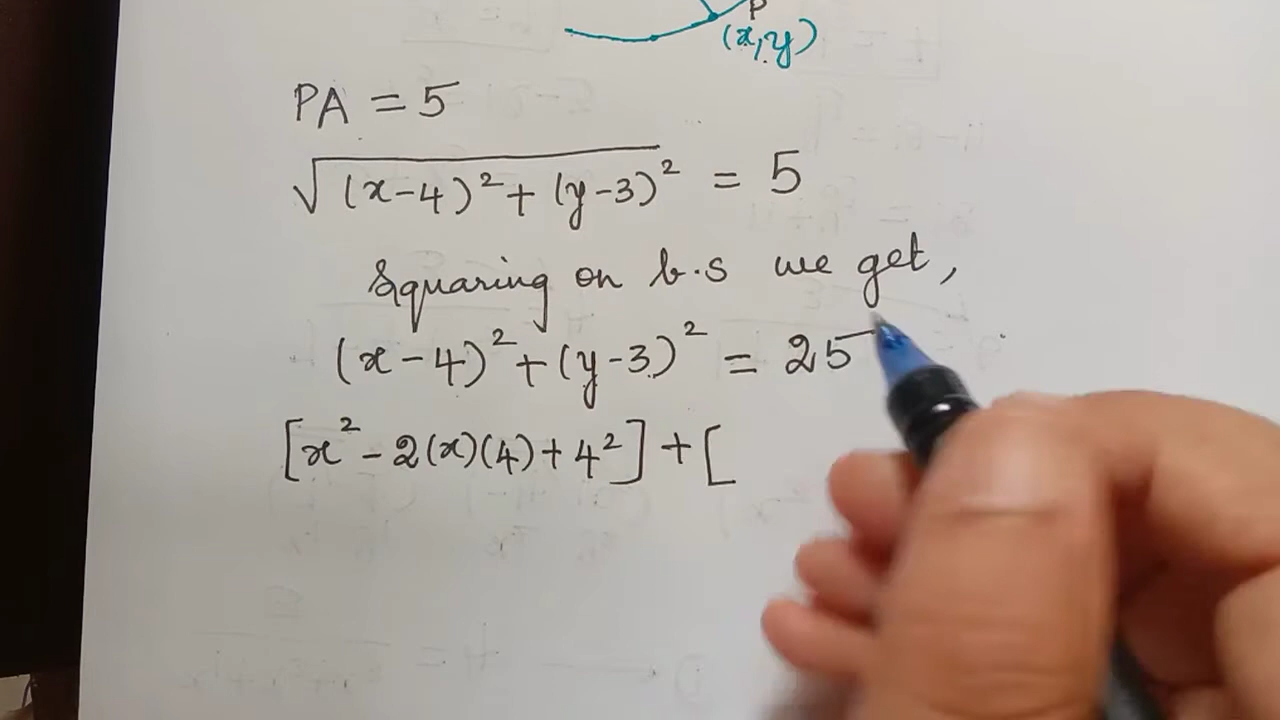 P
(x,y)
PA = 5
√(x-4)²+(y-3)² = 5
Squaring on b.s we get,
(x-4)²+(y-3)² = 25
[x²-2(x)(4)+4²]+[